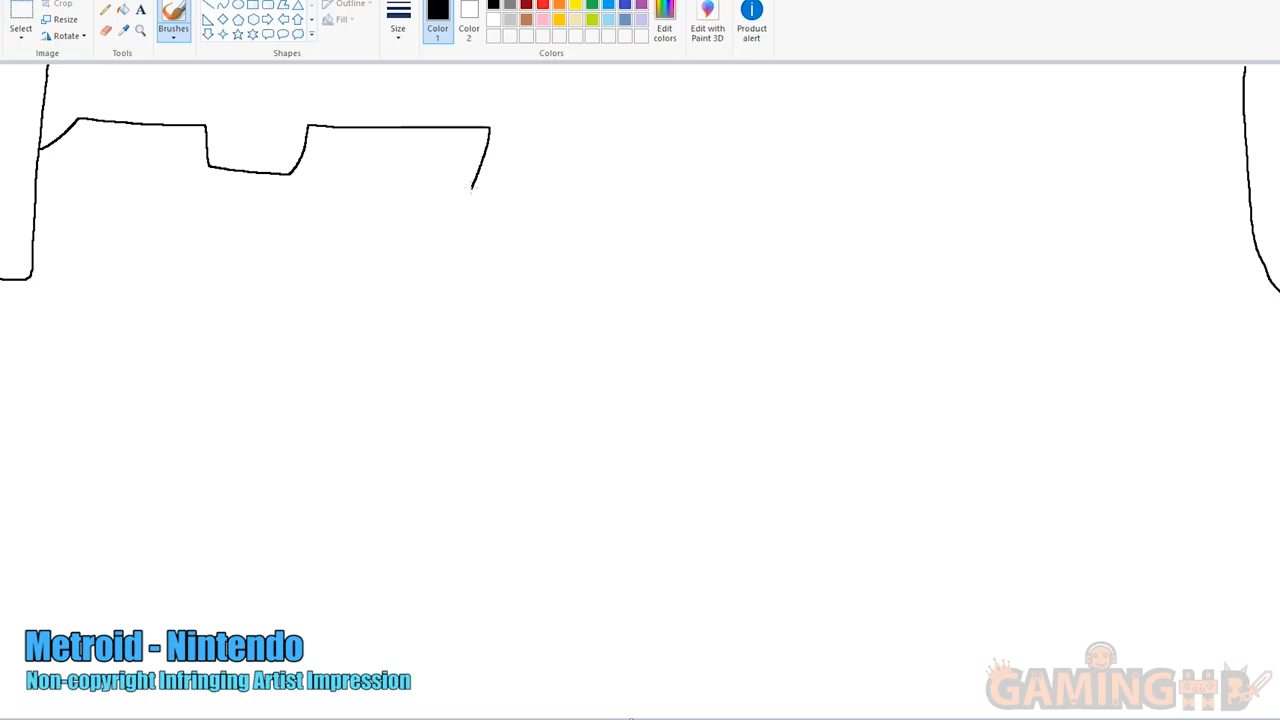 Crop
Outline
Select
Resize
Brushes
Size
Color
Color
Edit
Edit with
Product
Rotate
A
Fill
1
2
colors
Paint 3D
alert
Image
Tools
Shapes
Colors
Metroid - Nintendo
Non-copyright Infringing Artist Impression
GAMING HD